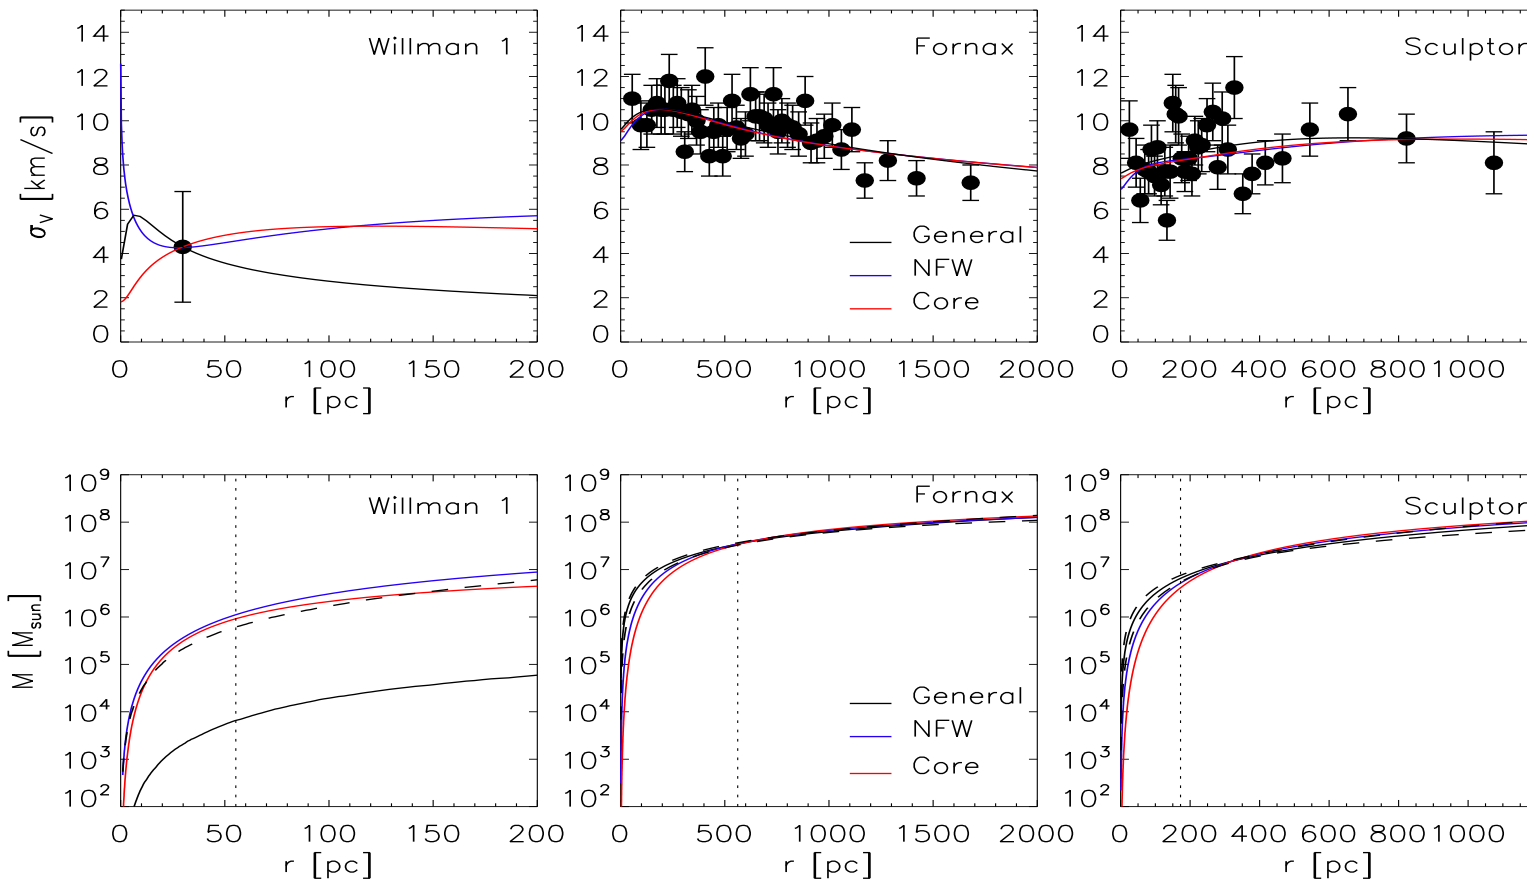 14
12
10
8
6
4
2
0
σ_V [km/s]
Willman 1
0 50 100 150 200
r [pc]
14
12
10
8
6
4
2
0
Fornax
General
NFW
Core
0 500 1000 1500 2000
r [pc]
14
12
10
8
6
4
2
0
Sculptor
0 200 400 600 800 1000
r [pc]
10^9
10^8
10^7
10^6
10^5
10^4
10^3
10^2
M [M_sun]
Willman 1
0 50 100 150 200
r [pc]
10^9
10^8
10^7
10^6
10^5
10^4
10^3
10^2
Fornax
General
NFW
Core
0 500 1000 1500 2000
r [pc]
10^9
10^8
10^7
10^6
10^5
10^4
10^3
10^2
Sculptor
0 200 400 600 800 1000
r [pc]